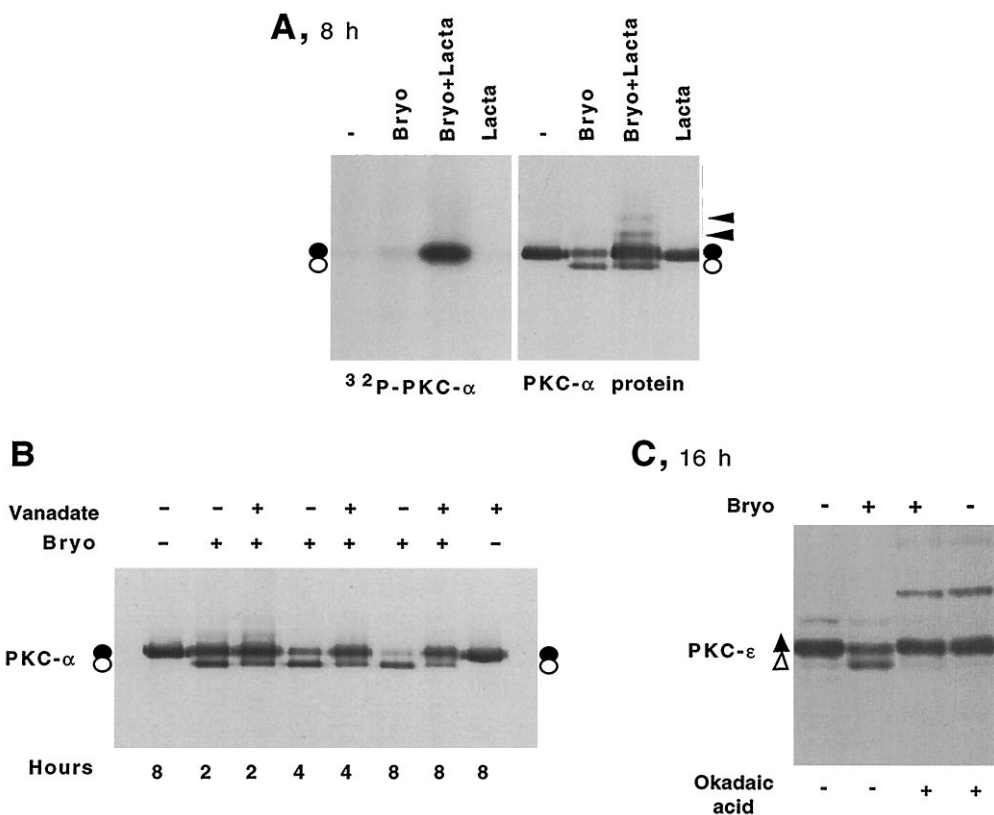 A, 8 h
- Bryo Bryo+Lacta Lacta - Bryo Bryo+Lacta Lacta
32P-PKC-α PKC-α protein
B
Vanadate - - + - + - + +
Bryo - + + + + + + -
PKC-α
Hours 8 2 2 4 4 8 8 8
C, 16 h
Bryo - + + -
PKC-ε
Okadaic - - + +
acid